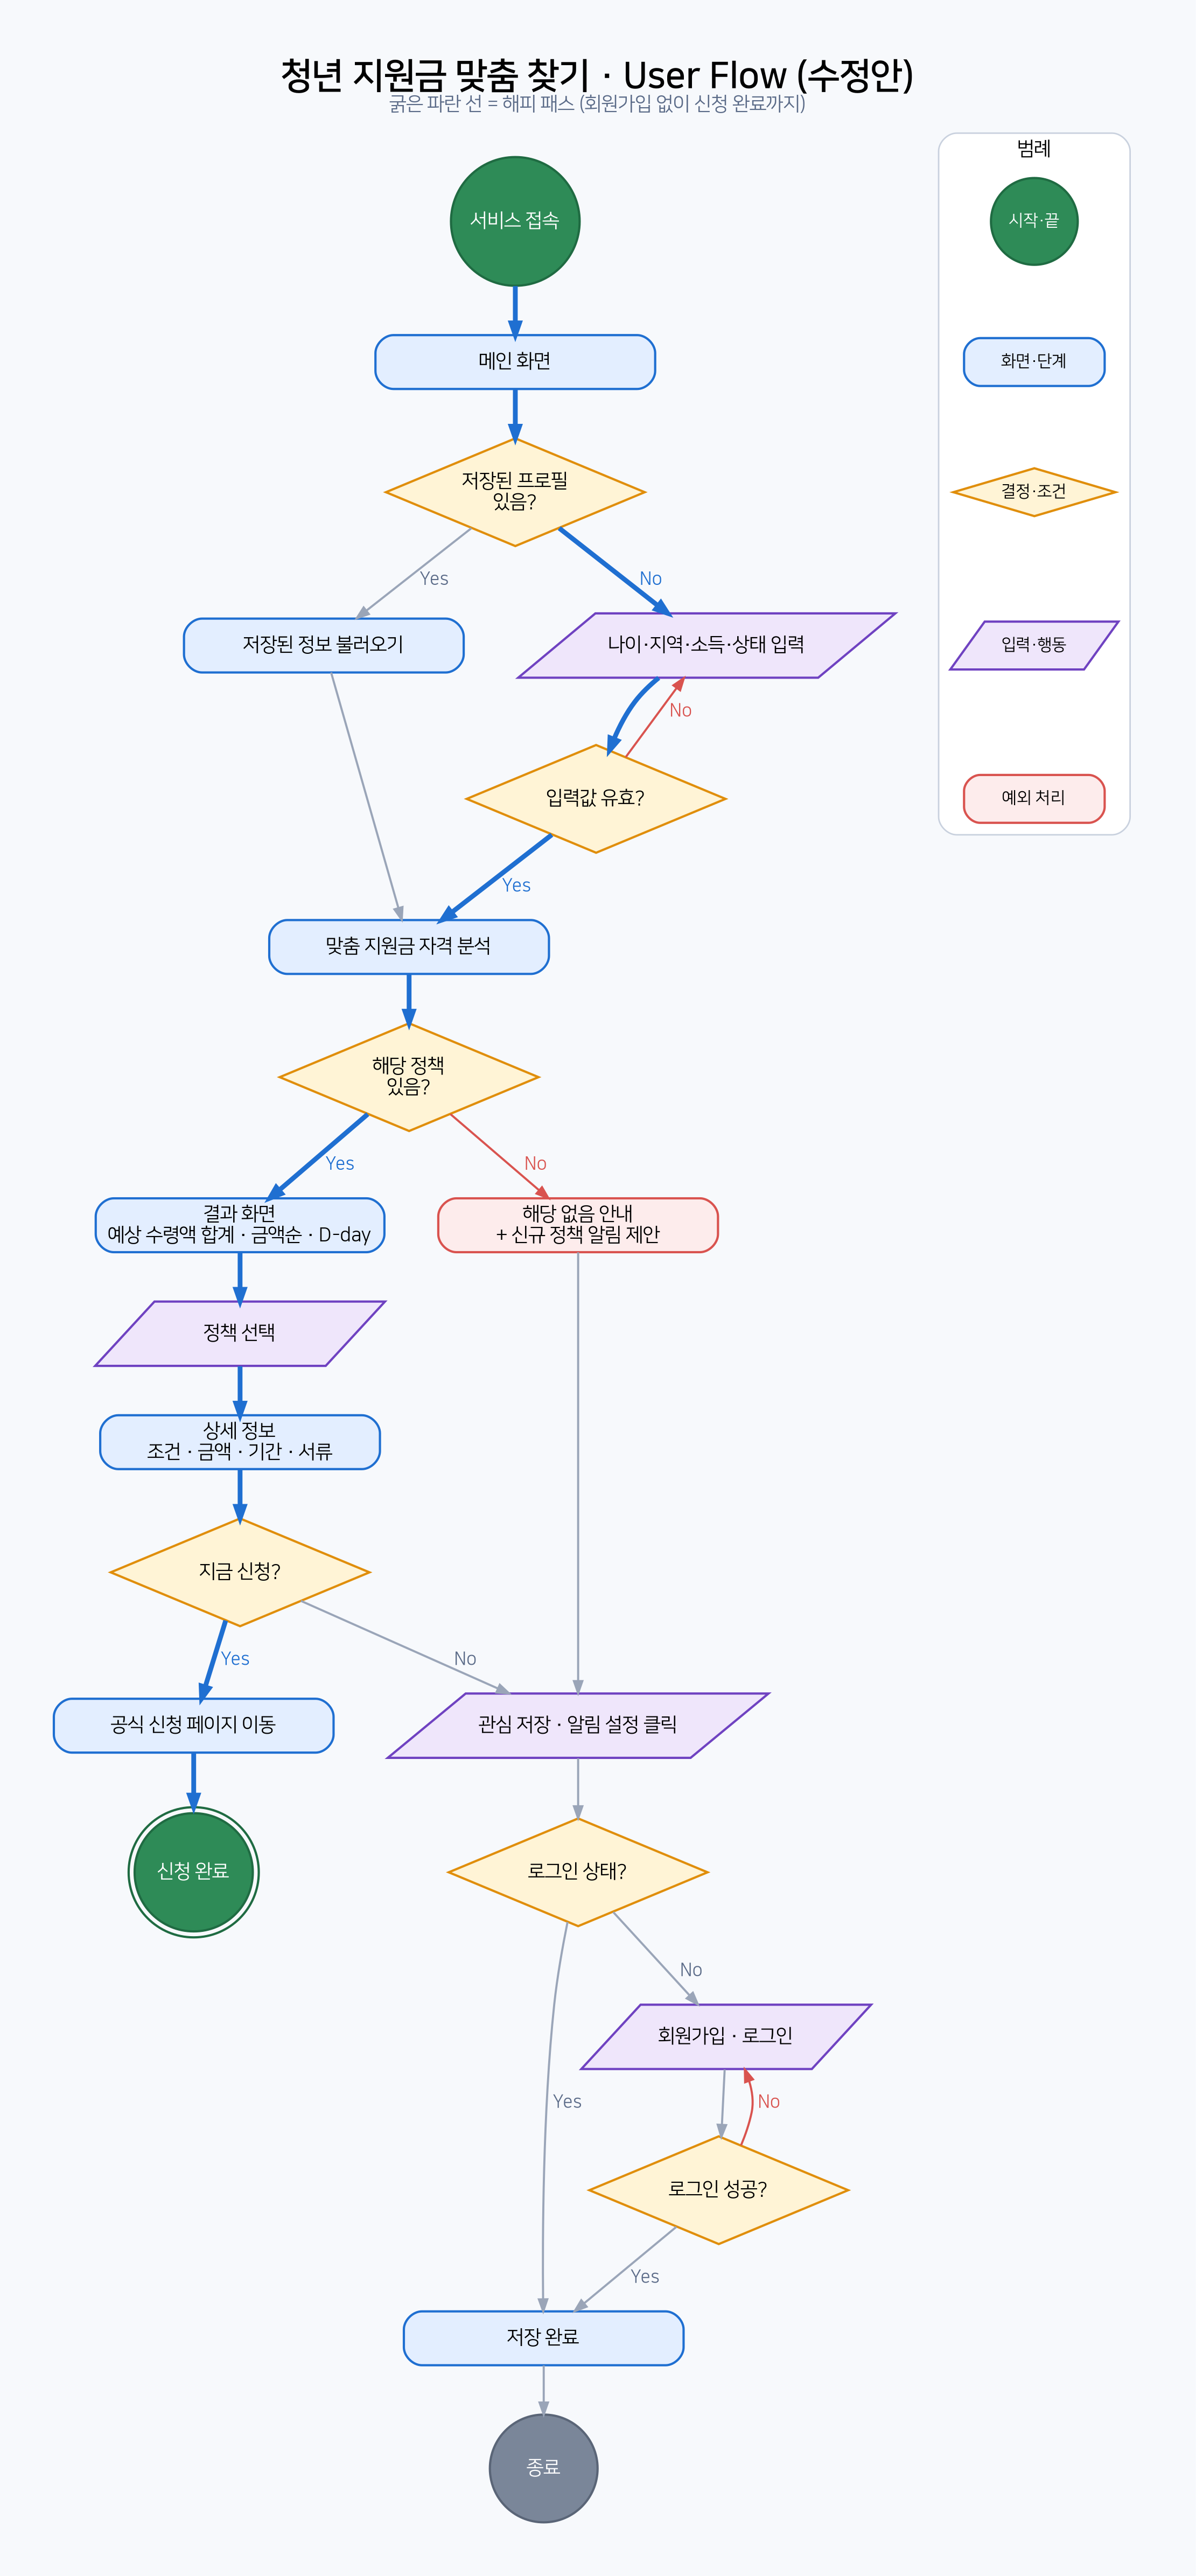 청년 지원금 맞춤 찾기 · User Flow (수정안)
굵은 파란 선 = 해피 패스 (회원가입 없이 신청 완료까지)
범례
시작·끝
화면·단계
결정·조건
입력·행동
예외 처리
서비스 접속
메인 화면
저장된 프로필
있음?
Yes
No
저장된 정보 불러오기
나이·지역·소득·상태 입력
No
입력값 유효?
Yes
맞춤 지원금 자격 분석
해당 정책
있음?
Yes
No
결과 화면
예상 수령액 합계 · 금액순 · D-day
해당 없음 안내
+ 신규 정책 알림 제안
정책 선택
상세 정보
조건 · 금액 · 기간 · 서류
지금 신청?
Yes
No
공식 신청 페이지 이동
관심 저장 · 알림 설정 클릭
신청 완료
로그인 상태?
No
회원가입 · 로그인
Yes
No
로그인 성공?
Yes
저장 완료
종료